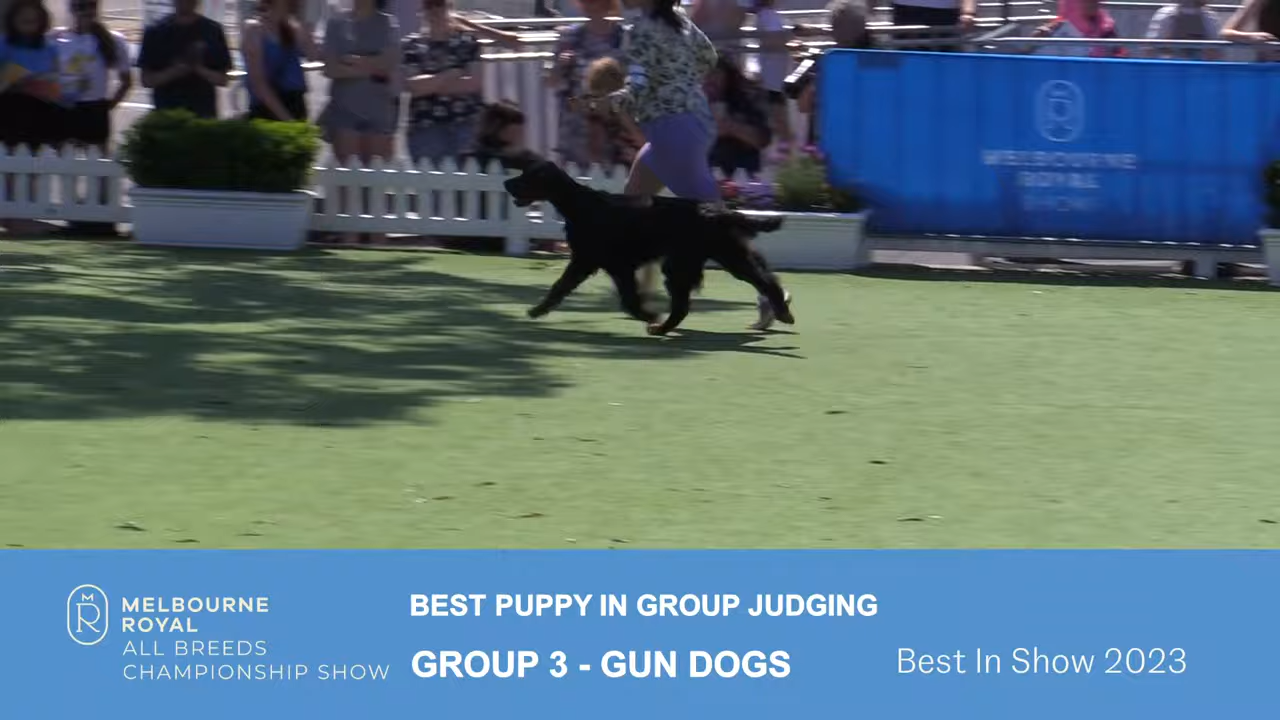 MELBOURNE
ROYAL
SHOW
MELBOURNE
ROYAL
ALL BREEDS
CHAMPIONSHIP SHOW
BEST PUPPY IN GROUP JUDGING
GROUP 3 - GUN DOGS
Best In Show 2023